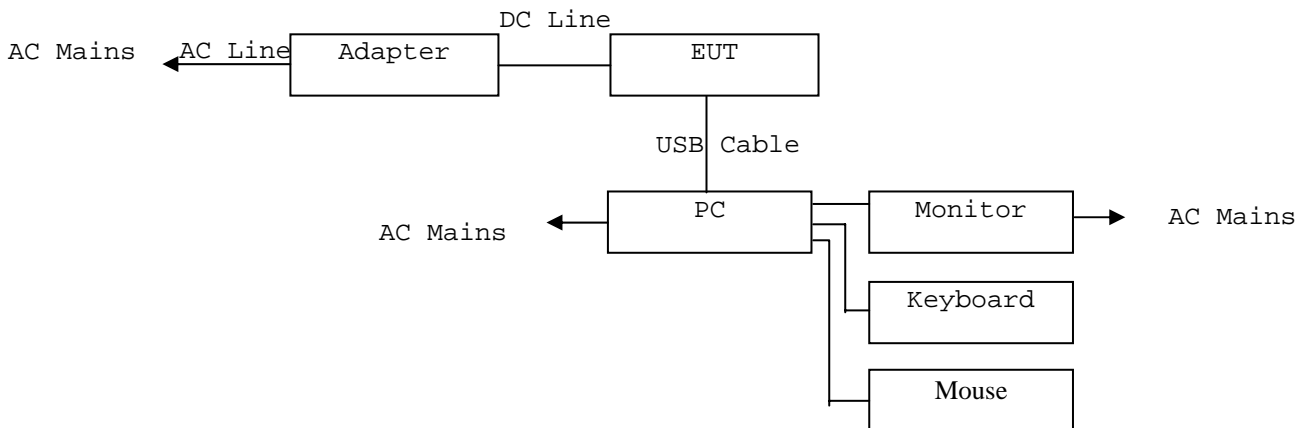 DC Line
AC Mains
AC Line
Adapter
EUT
USB Cable
PC
Monitor
AC Mains
AC Mains
Keyboard
Mouse